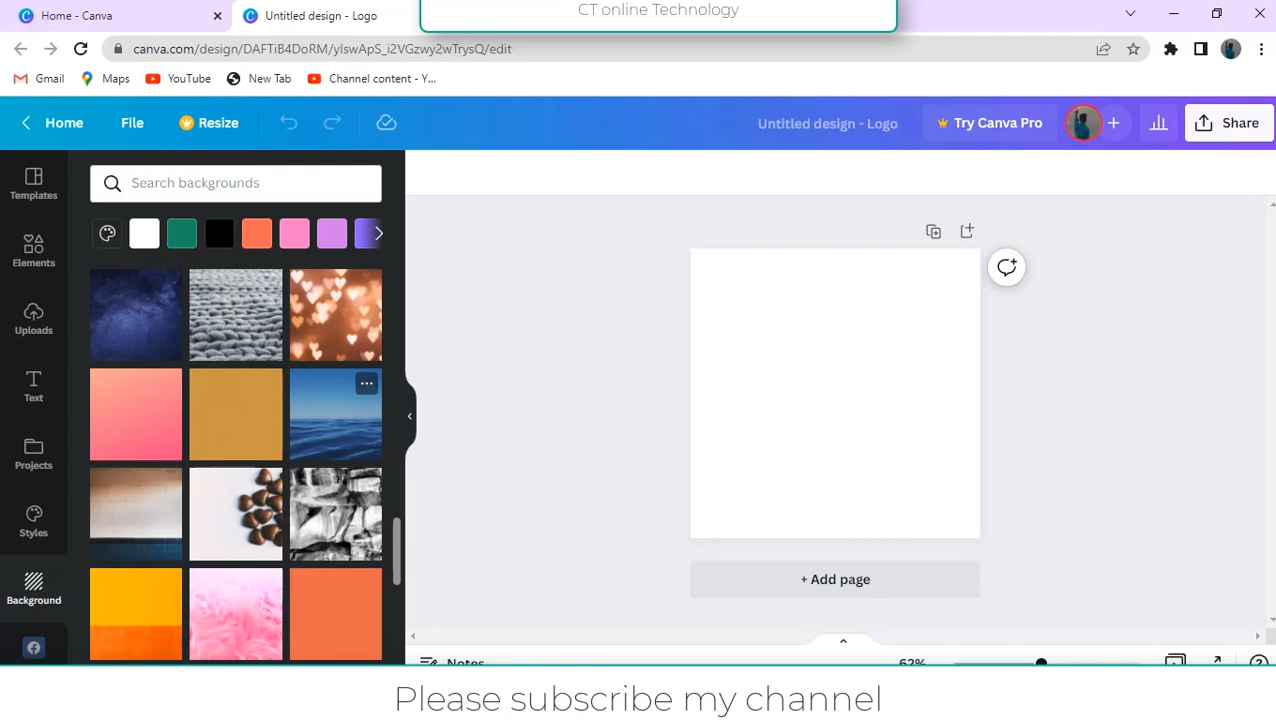 CT online Technology
Home - Canva
Untitled design - Logo
canva.com/design/DAFTiB4DoRM/ylswApS_i2VGzwy2wTrysQ/edit
Gmail
Maps
YouTube
New Tab
Channel content - Y...
Home
File
Resize
Untitled design - Logo
Try Canva Pro
Share
Templates
Elements
Uploads
Text
Projects
Styles
Background
Search backgrounds
+ Add page
Notes
62%
Please subscribe my channel